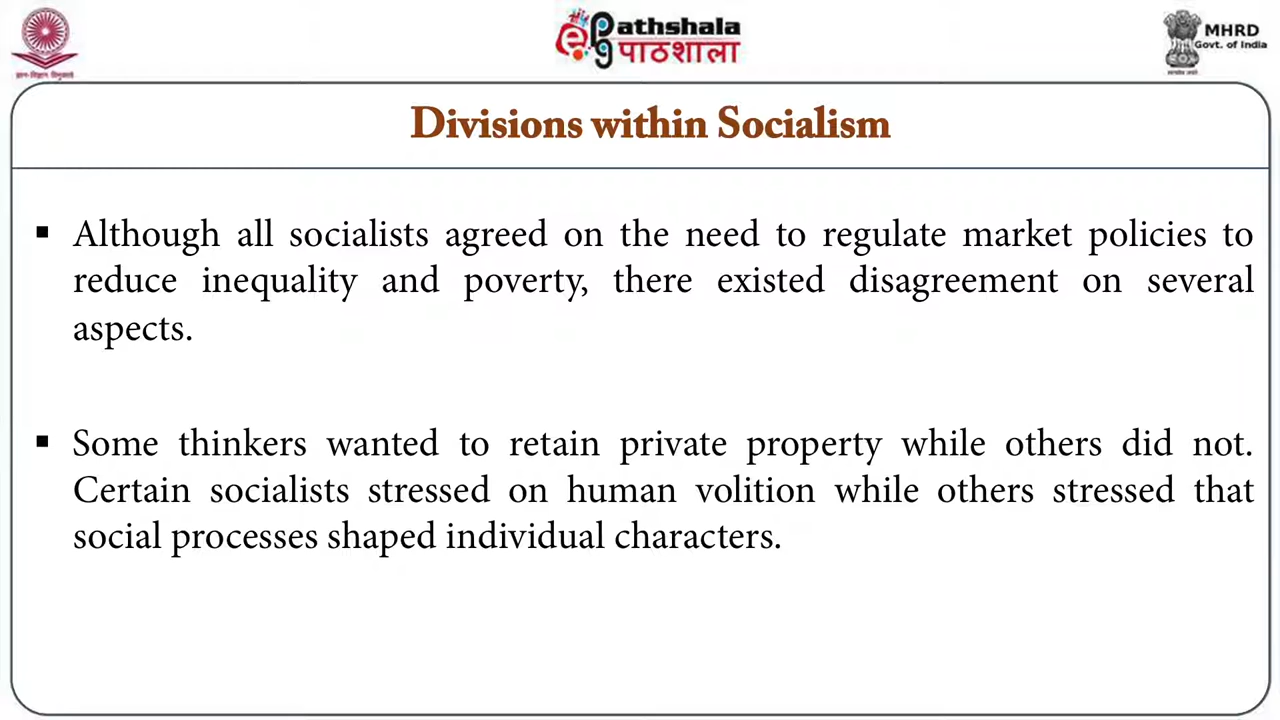 ज्ञान-विज्ञान विमुक्तये
ePathshala
पाठशाला
MHRD
Govt. of India
Divisions within Socialism
▪ Although all socialists agreed on the need to regulate market policies to
reduce inequality and poverty, there existed disagreement on several
aspects.
▪ Some thinkers wanted to retain private property while others did not.
Certain socialists stressed on human volition while others stressed that
social processes shaped individual characters.